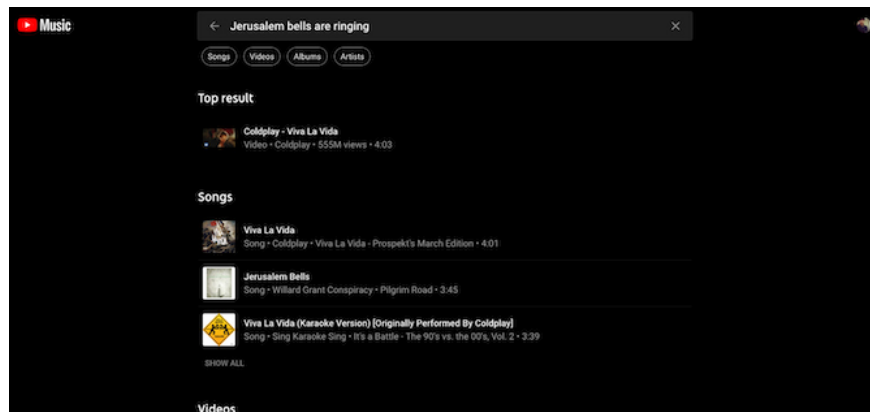 Music
Jerusalem bells are ringing
Songs Videos Albums Artists
Top result
Coldplay - Viva La Vida
Video • Coldplay • 555M views • 4:03
Songs
Viva La Vida
Song • Coldplay • Viva La Vida - Prospekt's March Edition • 4:01
Jerusalem Bells
Song • Willard Grant Conspiracy • Pilgrim Road • 3:45
Viva La Vida (Karaoke Version) [Originally Performed By Coldplay]
Song • Sing Karaoke Sing • It's a Battle - The 90's vs. the 00's, Vol. 2 • 3:39
SHOW ALL
Videos